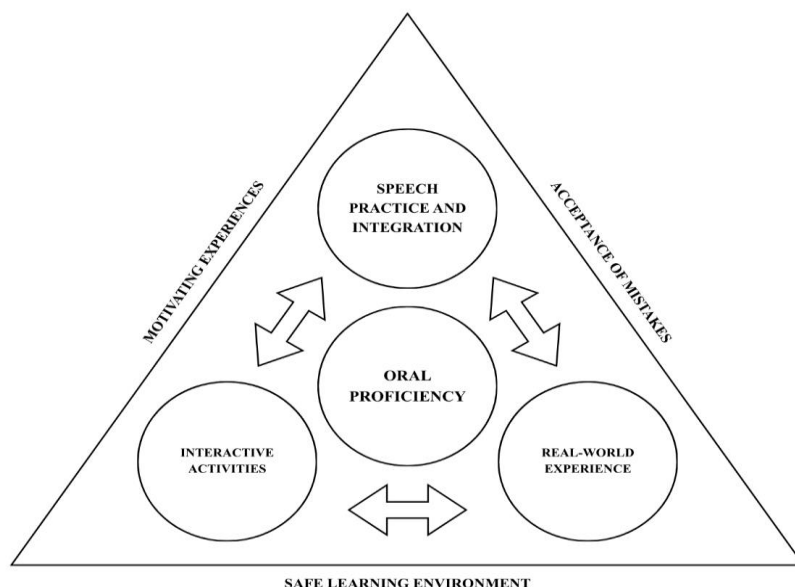 SPEECH
PRACTICE AND
INTEGRATION
MOTIVATING EXPERIENCES
ACCEPTANCE OF MISTAKES
ORAL
PROFICIENCY
INTERACTIVE
ACTIVITIES
REAL-WORLD
EXPERIENCE
SAFE LEARNING ENVIRONMENT